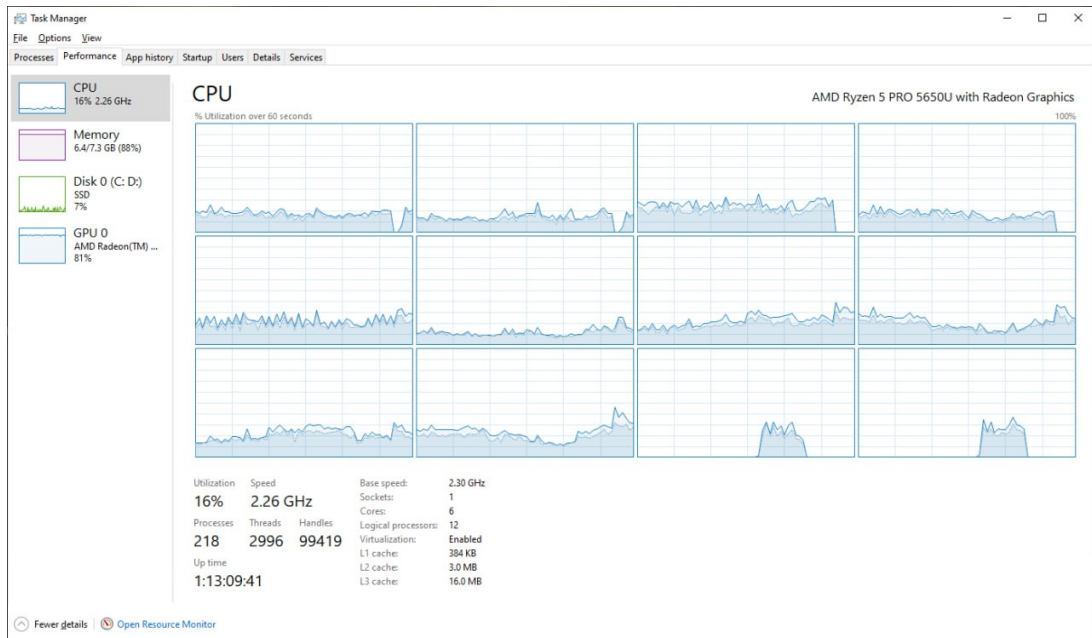 Task Manager
File Options View
Processes Performance App history Startup Users Details Services
CPU
16% 2.26 GHz
Memory
6.4/7.3 GB (88%)
Disk 0 (C: D:)
SSD
7%
GPU 0
AMD Radeon(TM) ...
81%
CPU
AMD Ryzen 5 PRO 5650U with Radeon Graphics
% Utilization over 60 seconds 100%
Utilization Speed
16% 2.26 GHz
Processes Threads Handles
218 2996 99419
Up time
1:13:09:41
Base speed: 2.30 GHz
Sockets: 1
Cores: 6
Logical processors: 12
Virtualization: Enabled
L1 cache: 384 KB
L2 cache: 3.0 MB
L3 cache: 16.0 MB
Fewer details Open Resource Monitor